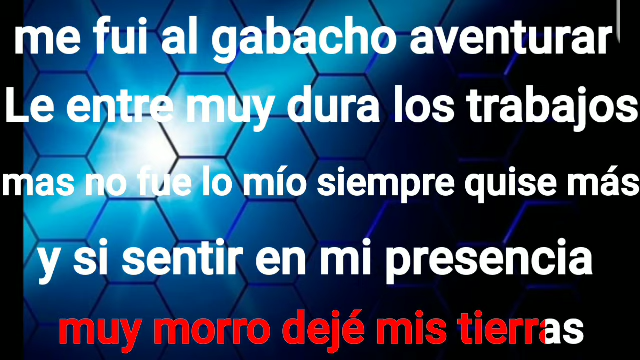 me fui al gabacho aventurar
Le entre muy dura los trabajos
mas no fue lo mío siempre quise más
y si sentir en mi presencia
muy morro dejé mis tierras